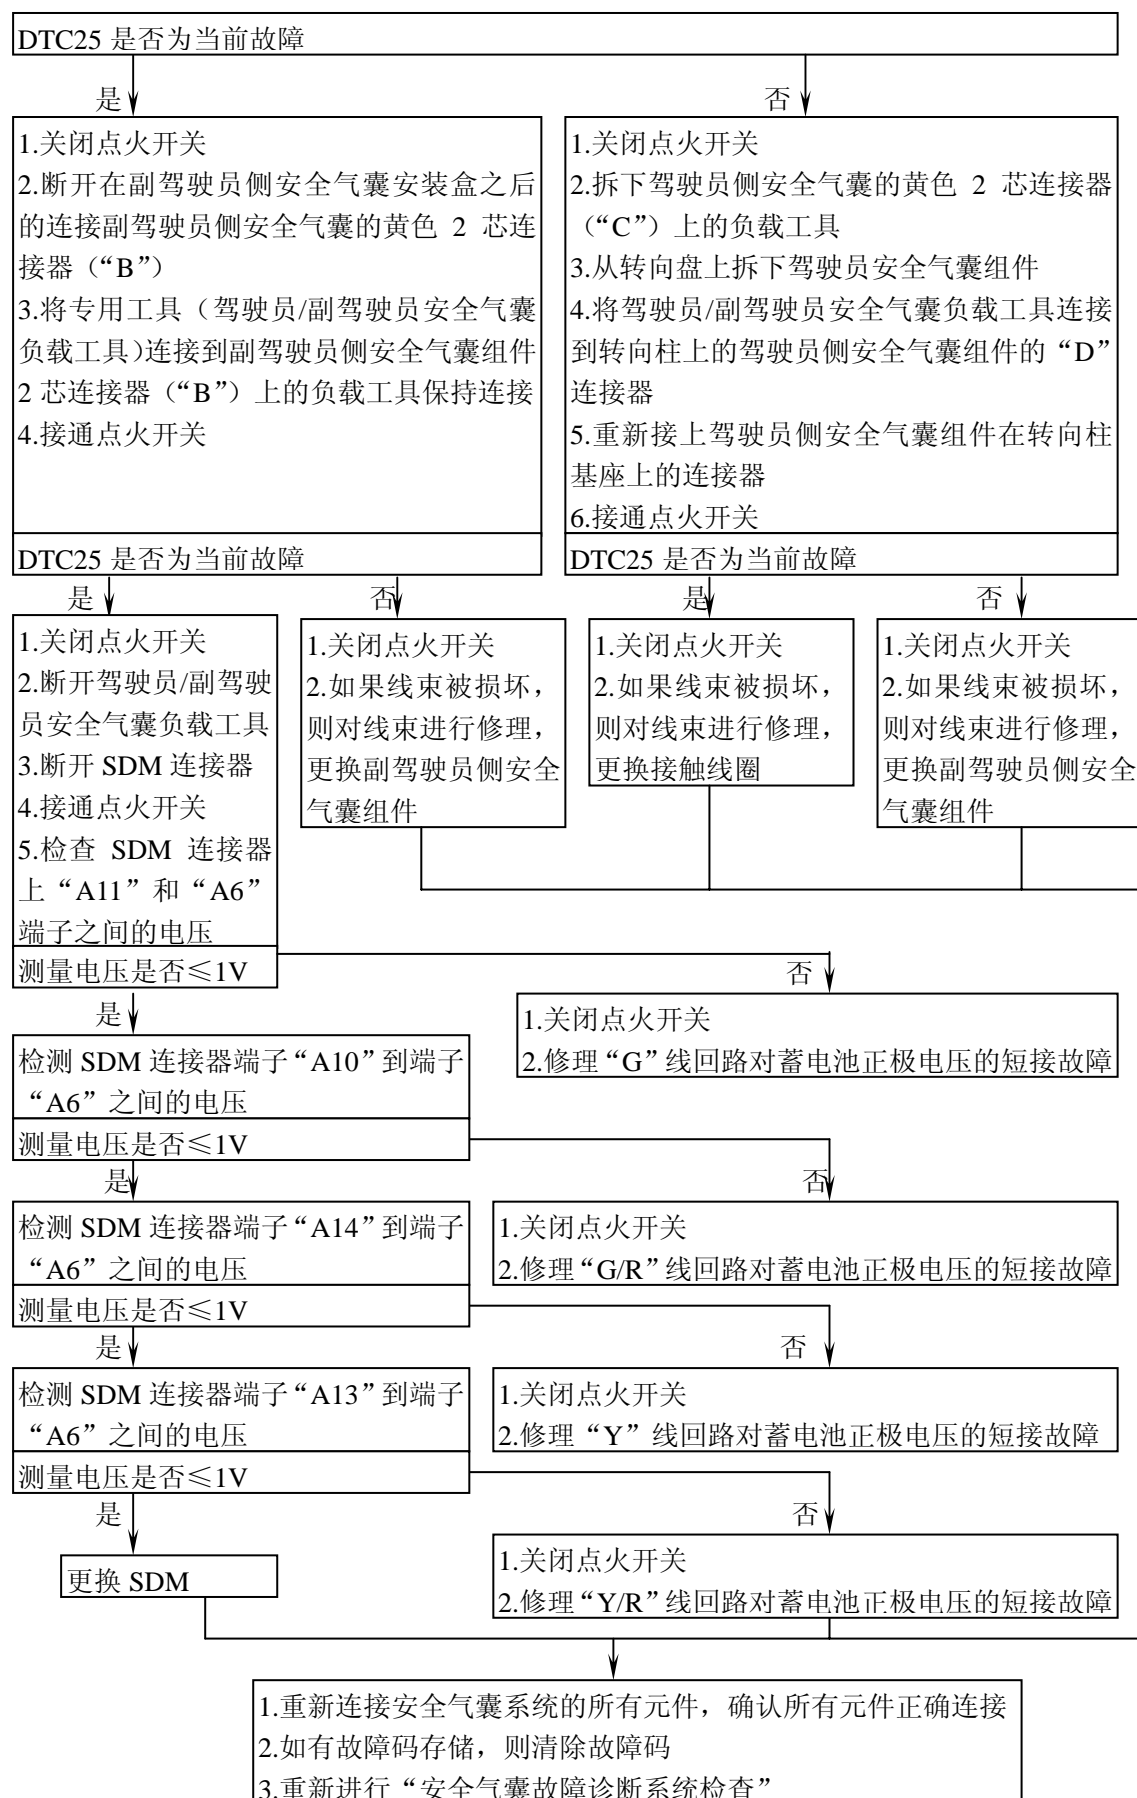 DTC25 是否为当前故障
是
否
1.关闭点火开关
2.断开在副驾驶员侧安全气囊安装盒之后
的连接副驾驶员侧安全气囊的黄色 2 芯连
接器（“B”）
3.将专用工具（驾驶员/副驾驶员安全气囊
负载工具）连接到副驾驶员侧安全气囊组件
2 芯连接器（“B”）上的负载工具保持连接
4.接通点火开关
DTC25 是否为当前故障
1.关闭点火开关
2.拆下驾驶员侧安全气囊的黄色 2 芯连接器
（“C”）上的负载工具
3.从转向盘上拆下驾驶员安全气囊组件
4.将驾驶员/副驾驶员安全气囊负载工具连接
到转向柱上的驾驶员侧安全气囊组件的“D”
连接器
5.重新接上驾驶员侧安全气囊组件在转向柱
基座上的连接器
6.接通点火开关
DTC25 是否为当前故障
是
否
是
否
1.关闭点火开关
2.断开驾驶员/副驾驶
员安全气囊负载工具
3.断开 SDM 连接器
4.接通点火开关
5.检查 SDM 连接器
上“A11”和“A6”
端子之间的电压
测量电压是否≤1V
1.关闭点火开关
2.如果线束被损坏，
则对线束进行修理，
更换副驾驶员侧安全
气囊组件
1.关闭点火开关
2.如果线束被损坏，
则对线束进行修理，
更换接触线圈
1.关闭点火开关
2.如果线束被损坏，
则对线束进行修理，
更换副驾驶员侧安全
气囊组件
否
是
1.关闭点火开关
2.修理“G”线回路对蓄电池正极电压的短接故障
检测 SDM 连接器端子“A10”到端子
“A6”之间的电压
测量电压是否≤1V
是
否
检测 SDM 连接器端子“A14”到端子
“A6”之间的电压
测量电压是否≤1V
1.关闭点火开关
2.修理“G/R”线回路对蓄电池正极电压的短接故障
是
否
检测 SDM 连接器端子“A13”到端子
“A6”之间的电压
测量电压是否≤1V
1.关闭点火开关
2.修理“Y”线回路对蓄电池正极电压的短接故障
是
否
更换 SDM
1.关闭点火开关
2.修理“Y/R”线回路对蓄电池正极电压的短接故障
1.重新连接安全气囊系统的所有元件，确认所有元件正确连接
2.如有故障码存储，则清除故障码
3.重新进行“安全气囊故障诊断系统检查”